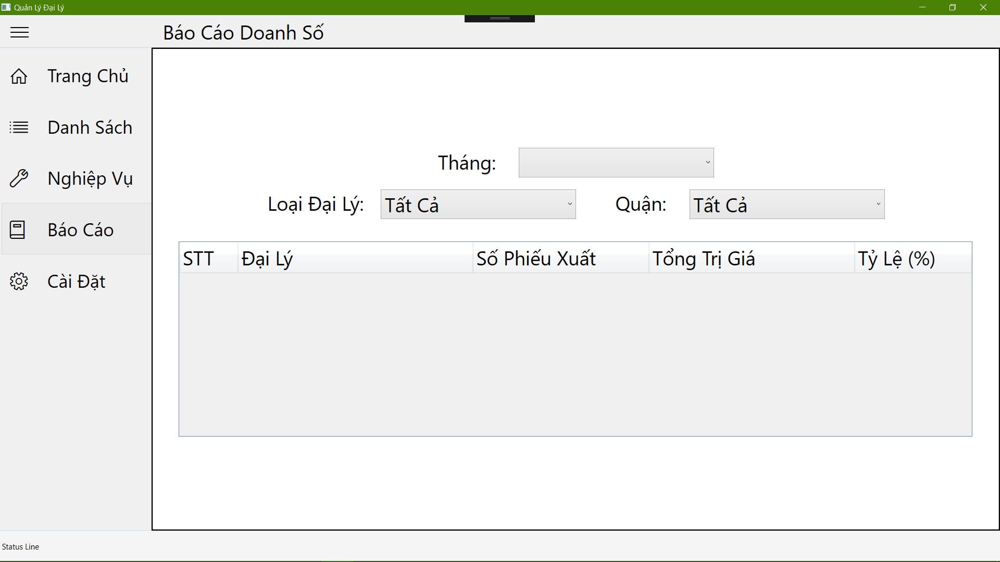 Quản Lý Đại Lý
Báo Cáo Doanh Số
Trang Chủ
Danh Sách
Nghiệp Vụ
Báo Cáo
Cài Đặt
Tháng:
Loại Đại Lý: Tất Cả Quận: Tất Cả
STT Đại Lý Số Phiếu Xuất Tổng Trị Giá Tỷ Lệ (%)
Status Line